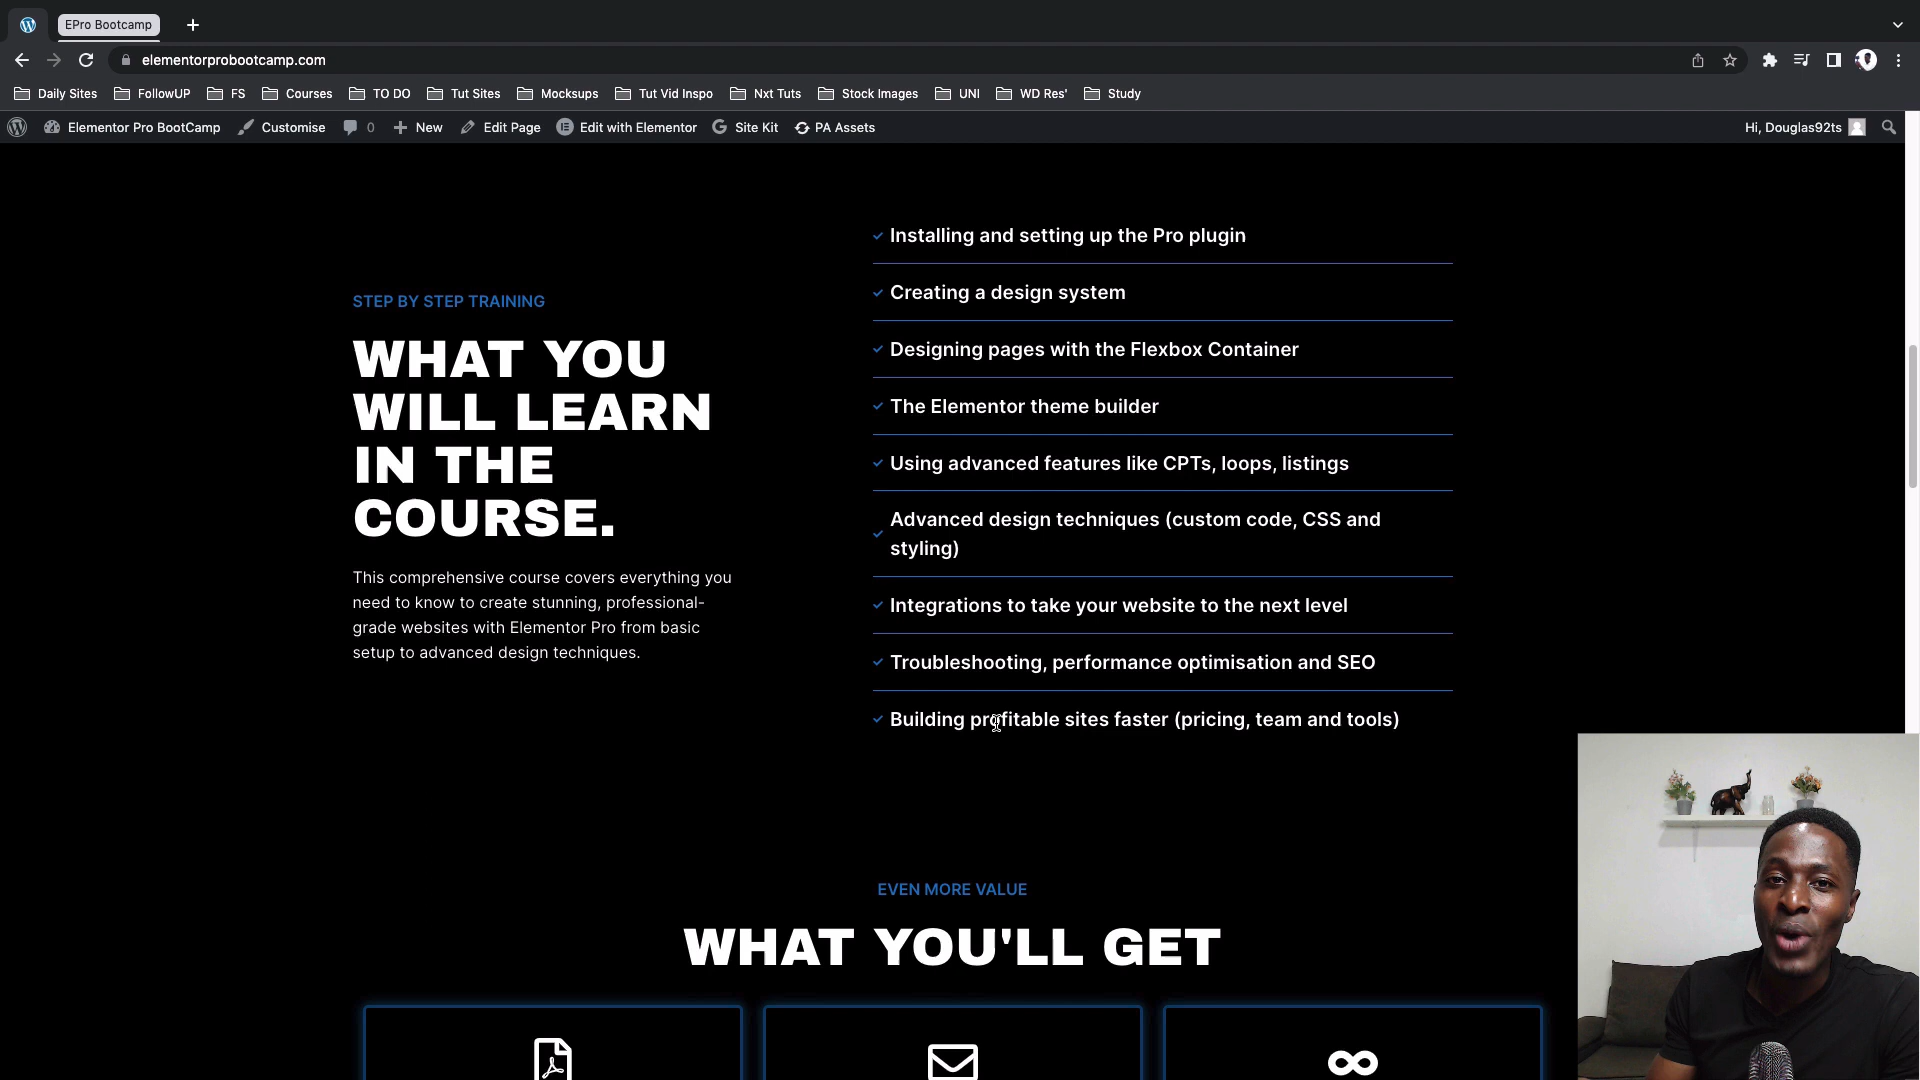 EPro Bootcamp
elementorprobootcamp.com
Daily Sites FollowUP FS Courses TO DO Tut Sites Mocksups Tut Vid Inspo Nxt Tuts Stock Images UNI WD Res' Study
Elementor Pro BootCamp Customise 0 New Edit Page Edit with Elementor Site Kit PA Assets Hi, Douglas92ts
STEP BY STEP TRAINING
WHAT YOU
WILL LEARN
IN THE
COURSE.
This comprehensive course covers everything you
need to know to create stunning, professional-
grade websites with Elementor Pro from basic
setup to advanced design techniques.
Installing and setting up the Pro plugin
Creating a design system
Designing pages with the Flexbox Container
The Elementor theme builder
Using advanced features like CPTs, loops, listings
Advanced design techniques (custom code, CSS and
styling)
Integrations to take your website to the next level
Troubleshooting, performance optimisation and SEO
Building profitable sites faster (pricing, team and tools)
EVEN MORE VALUE
WHAT YOU'LL GET